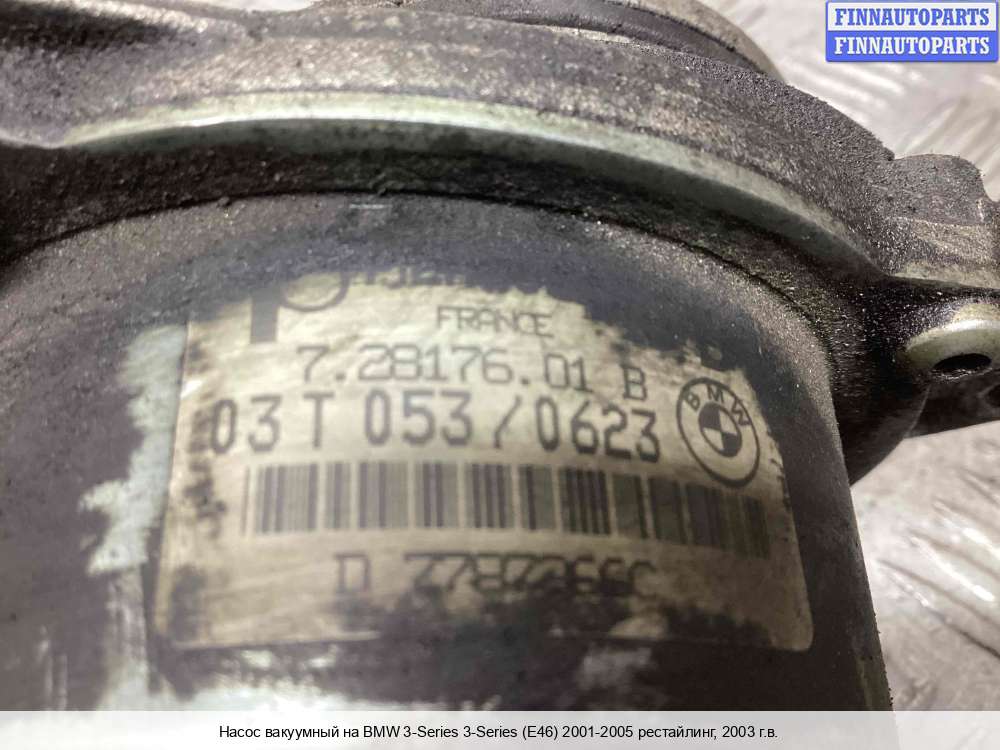 FINNAUTOPARTS
FINNAUTOPARTS
FRANCE
7.28176.01 B
03 T 053 / 0623
BMW
Насос вакуумный на BMW 3-Series 3-Series (E46) 2001-2005 рестайлинг, 2003 г.в.